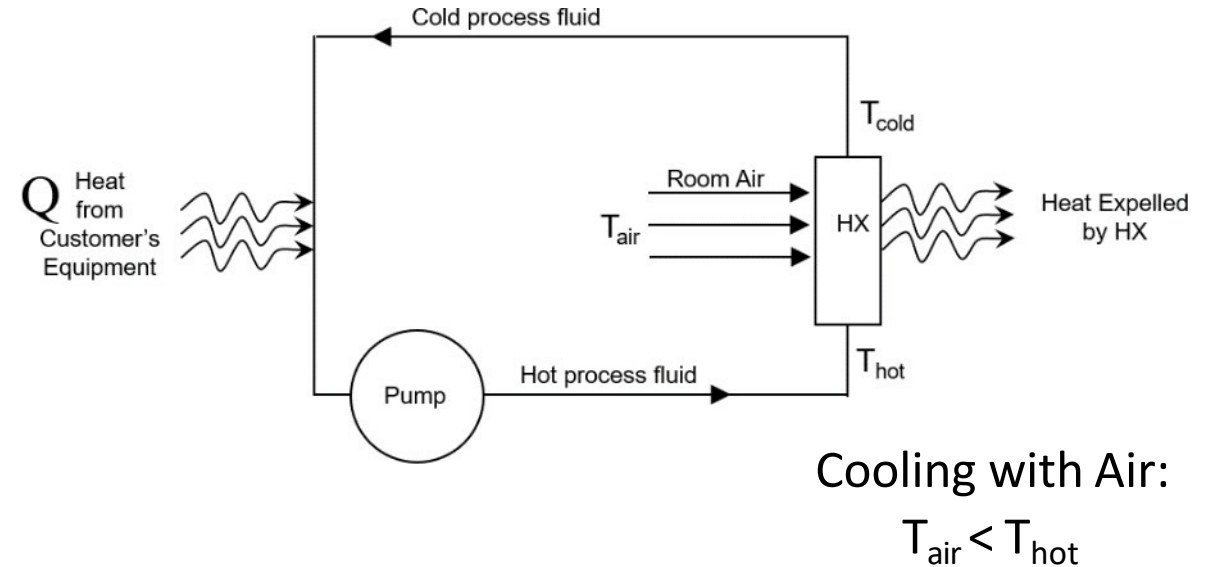 Cold process fluid
T_cold
Q
Heat
from
Customer’s
Equipment
Room Air
T_air
HX
Heat Expelled
by HX
T_hot
Hot process fluid
Pump
Cooling with Air:
T_air < T_hot